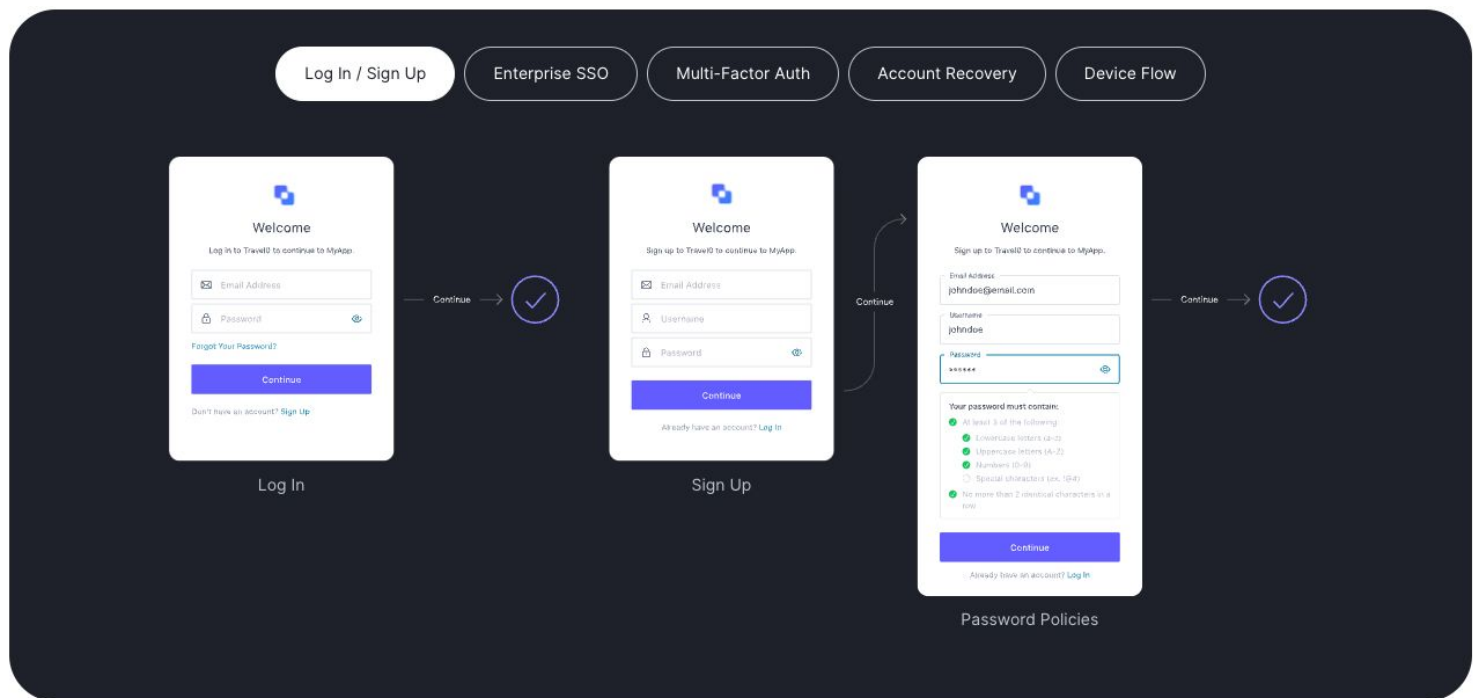 Log In / Sign Up
Enterprise SSO
Multi-Factor Auth
Account Recovery
Device Flow
Welcome
Log in to Travel0 to continue to MyApp.
Email Address
Password
Forgot Your Password?
Continue
Don't have an account? Sign Up
Log In
Continue
Welcome
Sign up to Travel0 to continue to MyApp.
Email Address
Username
Password
Continue
Already have an account? Log In
Sign Up
Continue
Welcome
Sign up to Travel0 to continue to MyApp.
Email Address
johndoe@email.com
Username
johndoe
Password
******
Your password must contain:
At least 3 of the following:
Lowercase letters (a-z)
Uppercase letters (A-Z)
Numbers (0-9)
Special characters (ex.
No more than 2 identical characters in a
row
Continue
Already have an account? Log In
Password Policies
Continue